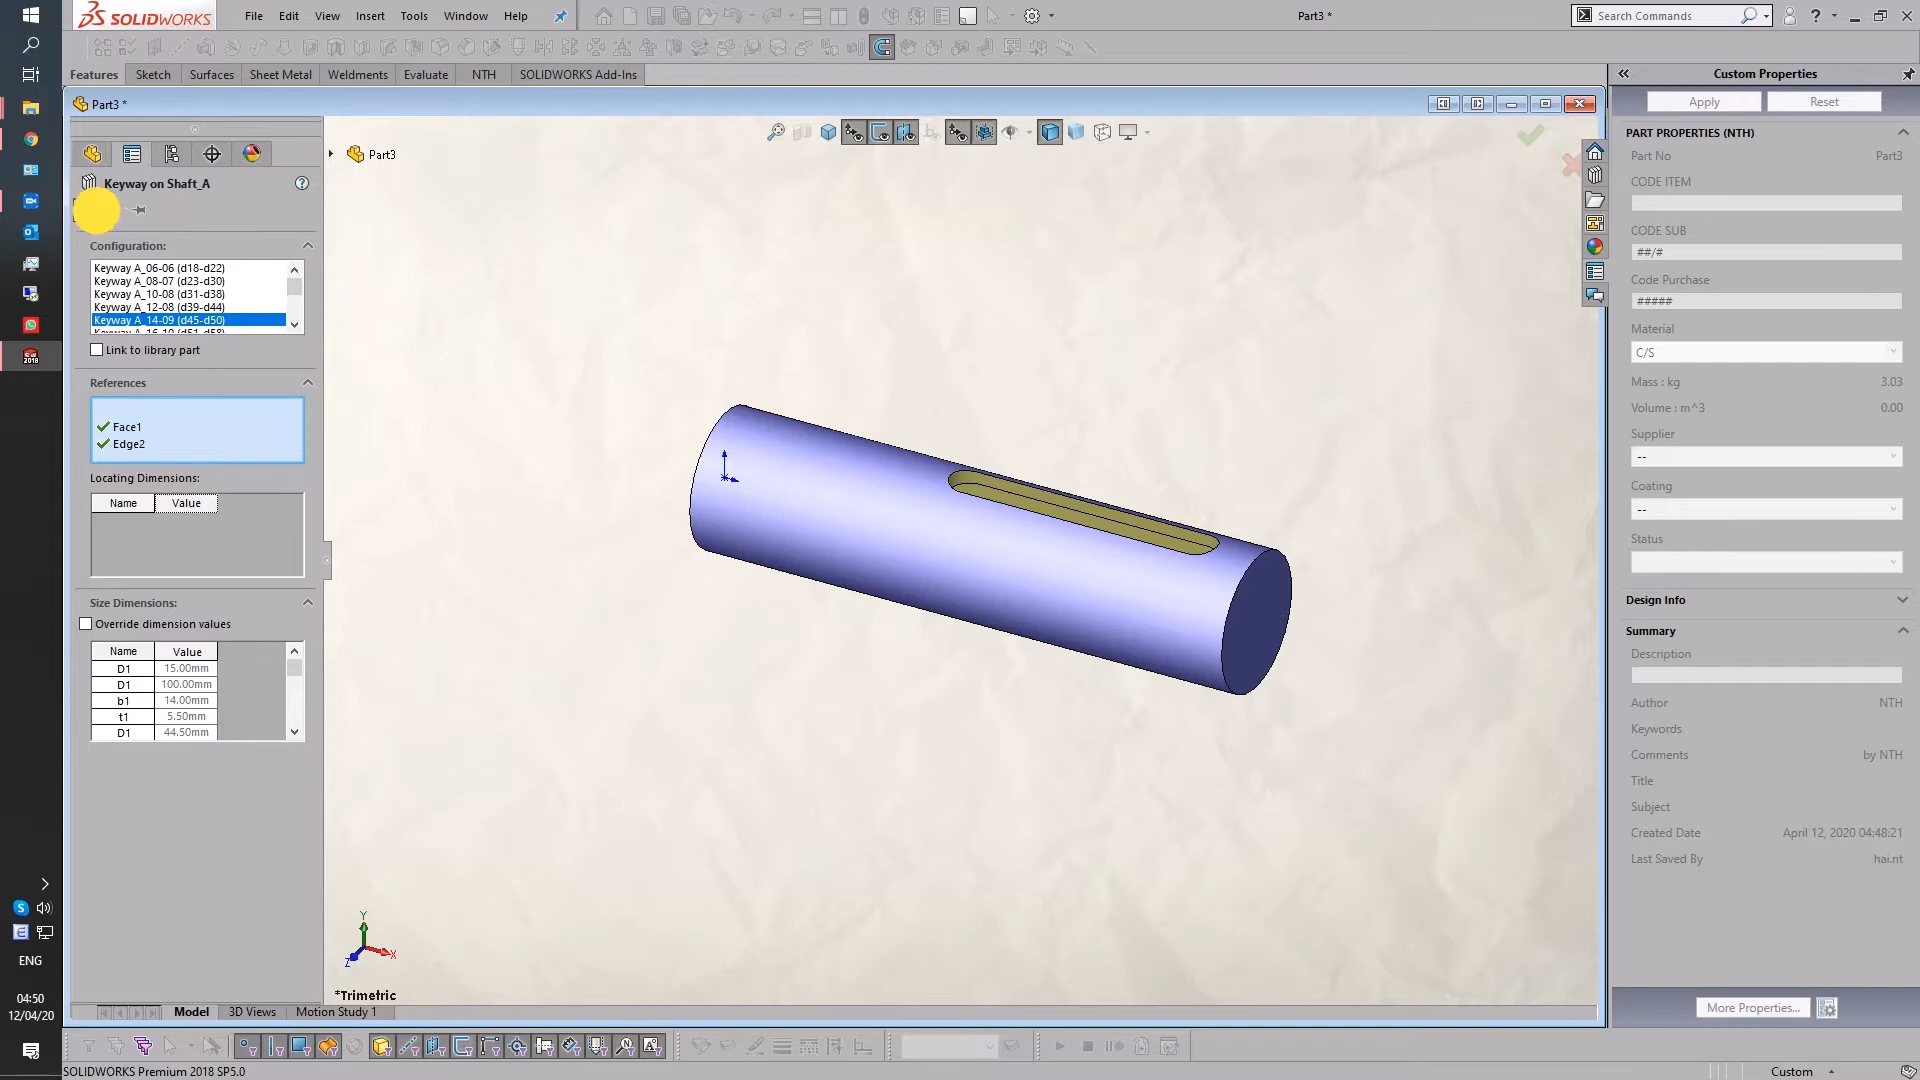 SOLIDWORKS
File Edit View Insert Tools Window Help
Part3 *
Search Commands
Features Sketch Surfaces Sheet Metal Weldments Evaluate NTH SOLIDWORKS Add-Ins
Part3 *
Part3
Keyway on Shaft_A
Configuration:
Keyway A_06-06 (d18-d22)
Keyway A_08-07 (d23-d30)
Keyway A_10-08 (d31-d38)
Keyway A_12-08 (d39-d44)
Keyway A_14-09 (d45-d50)
Keyway A_16-10 (d51-d58)
Link to library part
References
Face1
Edge2
Locating Dimensions:
Name Value
Size Dimensions:
Override dimension values
Name Value
D1 15.00mm
D1 100.00mm
b1 14.00mm
t1 5.50mm
D1 44.50mm
Y
X
Z
*Trimetric
Model 3D Views Motion Study 1
SOLIDWORKS Premium 2018 SP5.0
Custom
Custom Properties
Apply Reset
PART PROPERTIES (NTH)
Part No Part3
CODE ITEM
CODE SUB
##/#
Code Purchase
#####
Material
C/S
Mass : kg 3.03
Volume : m^3 0.00
Supplier
--
Coating
--
Status
Design Info
Summary
Description
Author NTH
Keywords
Comments by NTH
Title
Subject
Created Date April 12, 2020 04:48:21
Last Saved By hai.nt
More Properties...
ENG
04:50
12/04/20